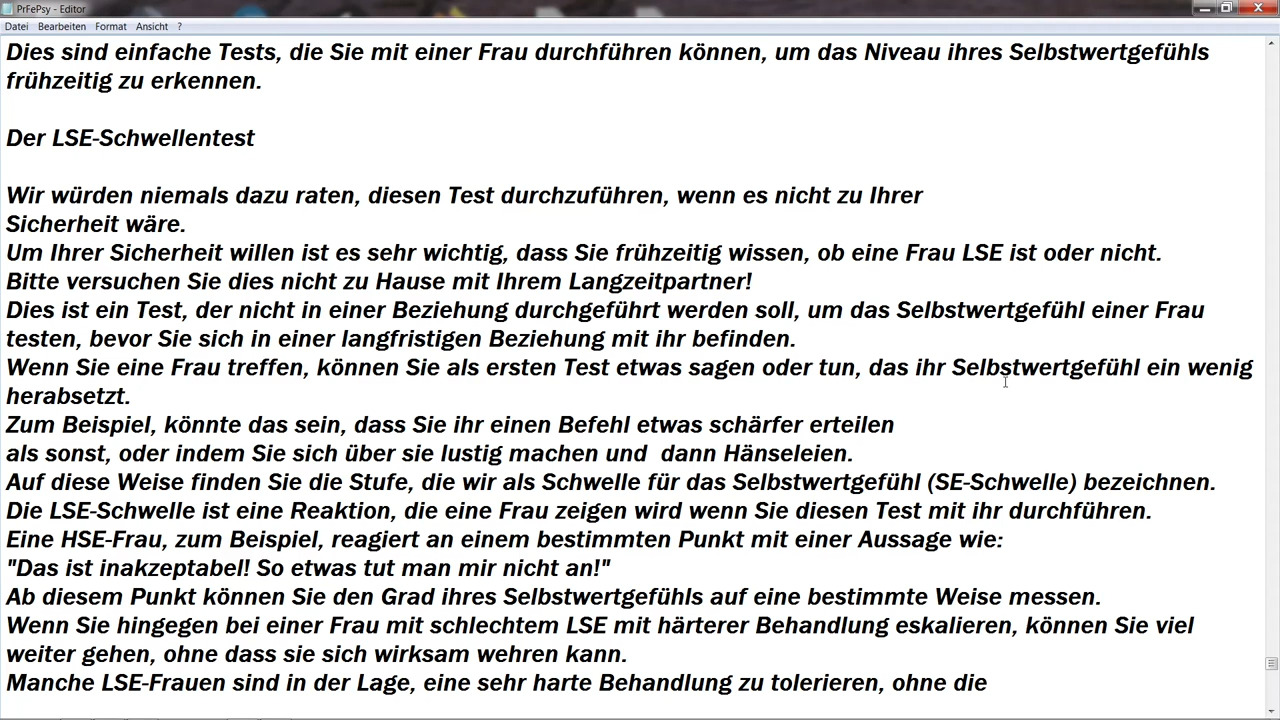 PrFePsy - Editor
Datei Bearbeiten Format Ansicht ?
Dies sind einfache Tests, die Sie mit einer Frau durchführen können, um das Niveau ihres Selbstwertgefühls
frühzeitig zu erkennen.
Der LSE-Schwellentest
Wir würden niemals dazu raten, diesen Test durchzuführen, wenn es nicht zu Ihrer
Sicherheit wäre.
Um Ihrer Sicherheit willen ist es sehr wichtig, dass Sie frühzeitig wissen, ob eine Frau LSE ist oder nicht.
Bitte versuchen Sie dies nicht zu Hause mit Ihrem Langzeitpartner!
Dies ist ein Test, der nicht in einer Beziehung durchgeführt werden soll, um das Selbstwertgefühl einer Frau
testen, bevor Sie sich in einer langfristigen Beziehung mit ihr befinden.
Wenn Sie eine Frau treffen, können Sie als ersten Test etwas sagen oder tun, das ihr Selbstwertgefühl ein wenig
herabsetzt.
Zum Beispiel, könnte das sein, dass Sie ihr einen Befehl etwas schärfer erteilen
als sonst, oder indem Sie sich über sie lustig machen und  dann Hänseleien.
Auf diese Weise finden Sie die Stufe, die wir als Schwelle für das Selbstwertgefühl (SE-Schwelle) bezeichnen.
Die LSE-Schwelle ist eine Reaktion, die eine Frau zeigen wird wenn Sie diesen Test mit ihr durchführen.
Eine HSE-Frau, zum Beispiel, reagiert an einem bestimmten Punkt mit einer Aussage wie:
"Das ist inakzeptabel! So etwas tut man mir nicht an!"
Ab diesem Punkt können Sie den Grad ihres Selbstwertgefühls auf eine bestimmte Weise messen.
Wenn Sie hingegen bei einer Frau mit schlechtem LSE mit härterer Behandlung eskalieren, können Sie viel
weiter gehen, ohne dass sie sich wirksam wehren kann.
Manche LSE-Frauen sind in der Lage, eine sehr harte Behandlung zu tolerieren, ohne die